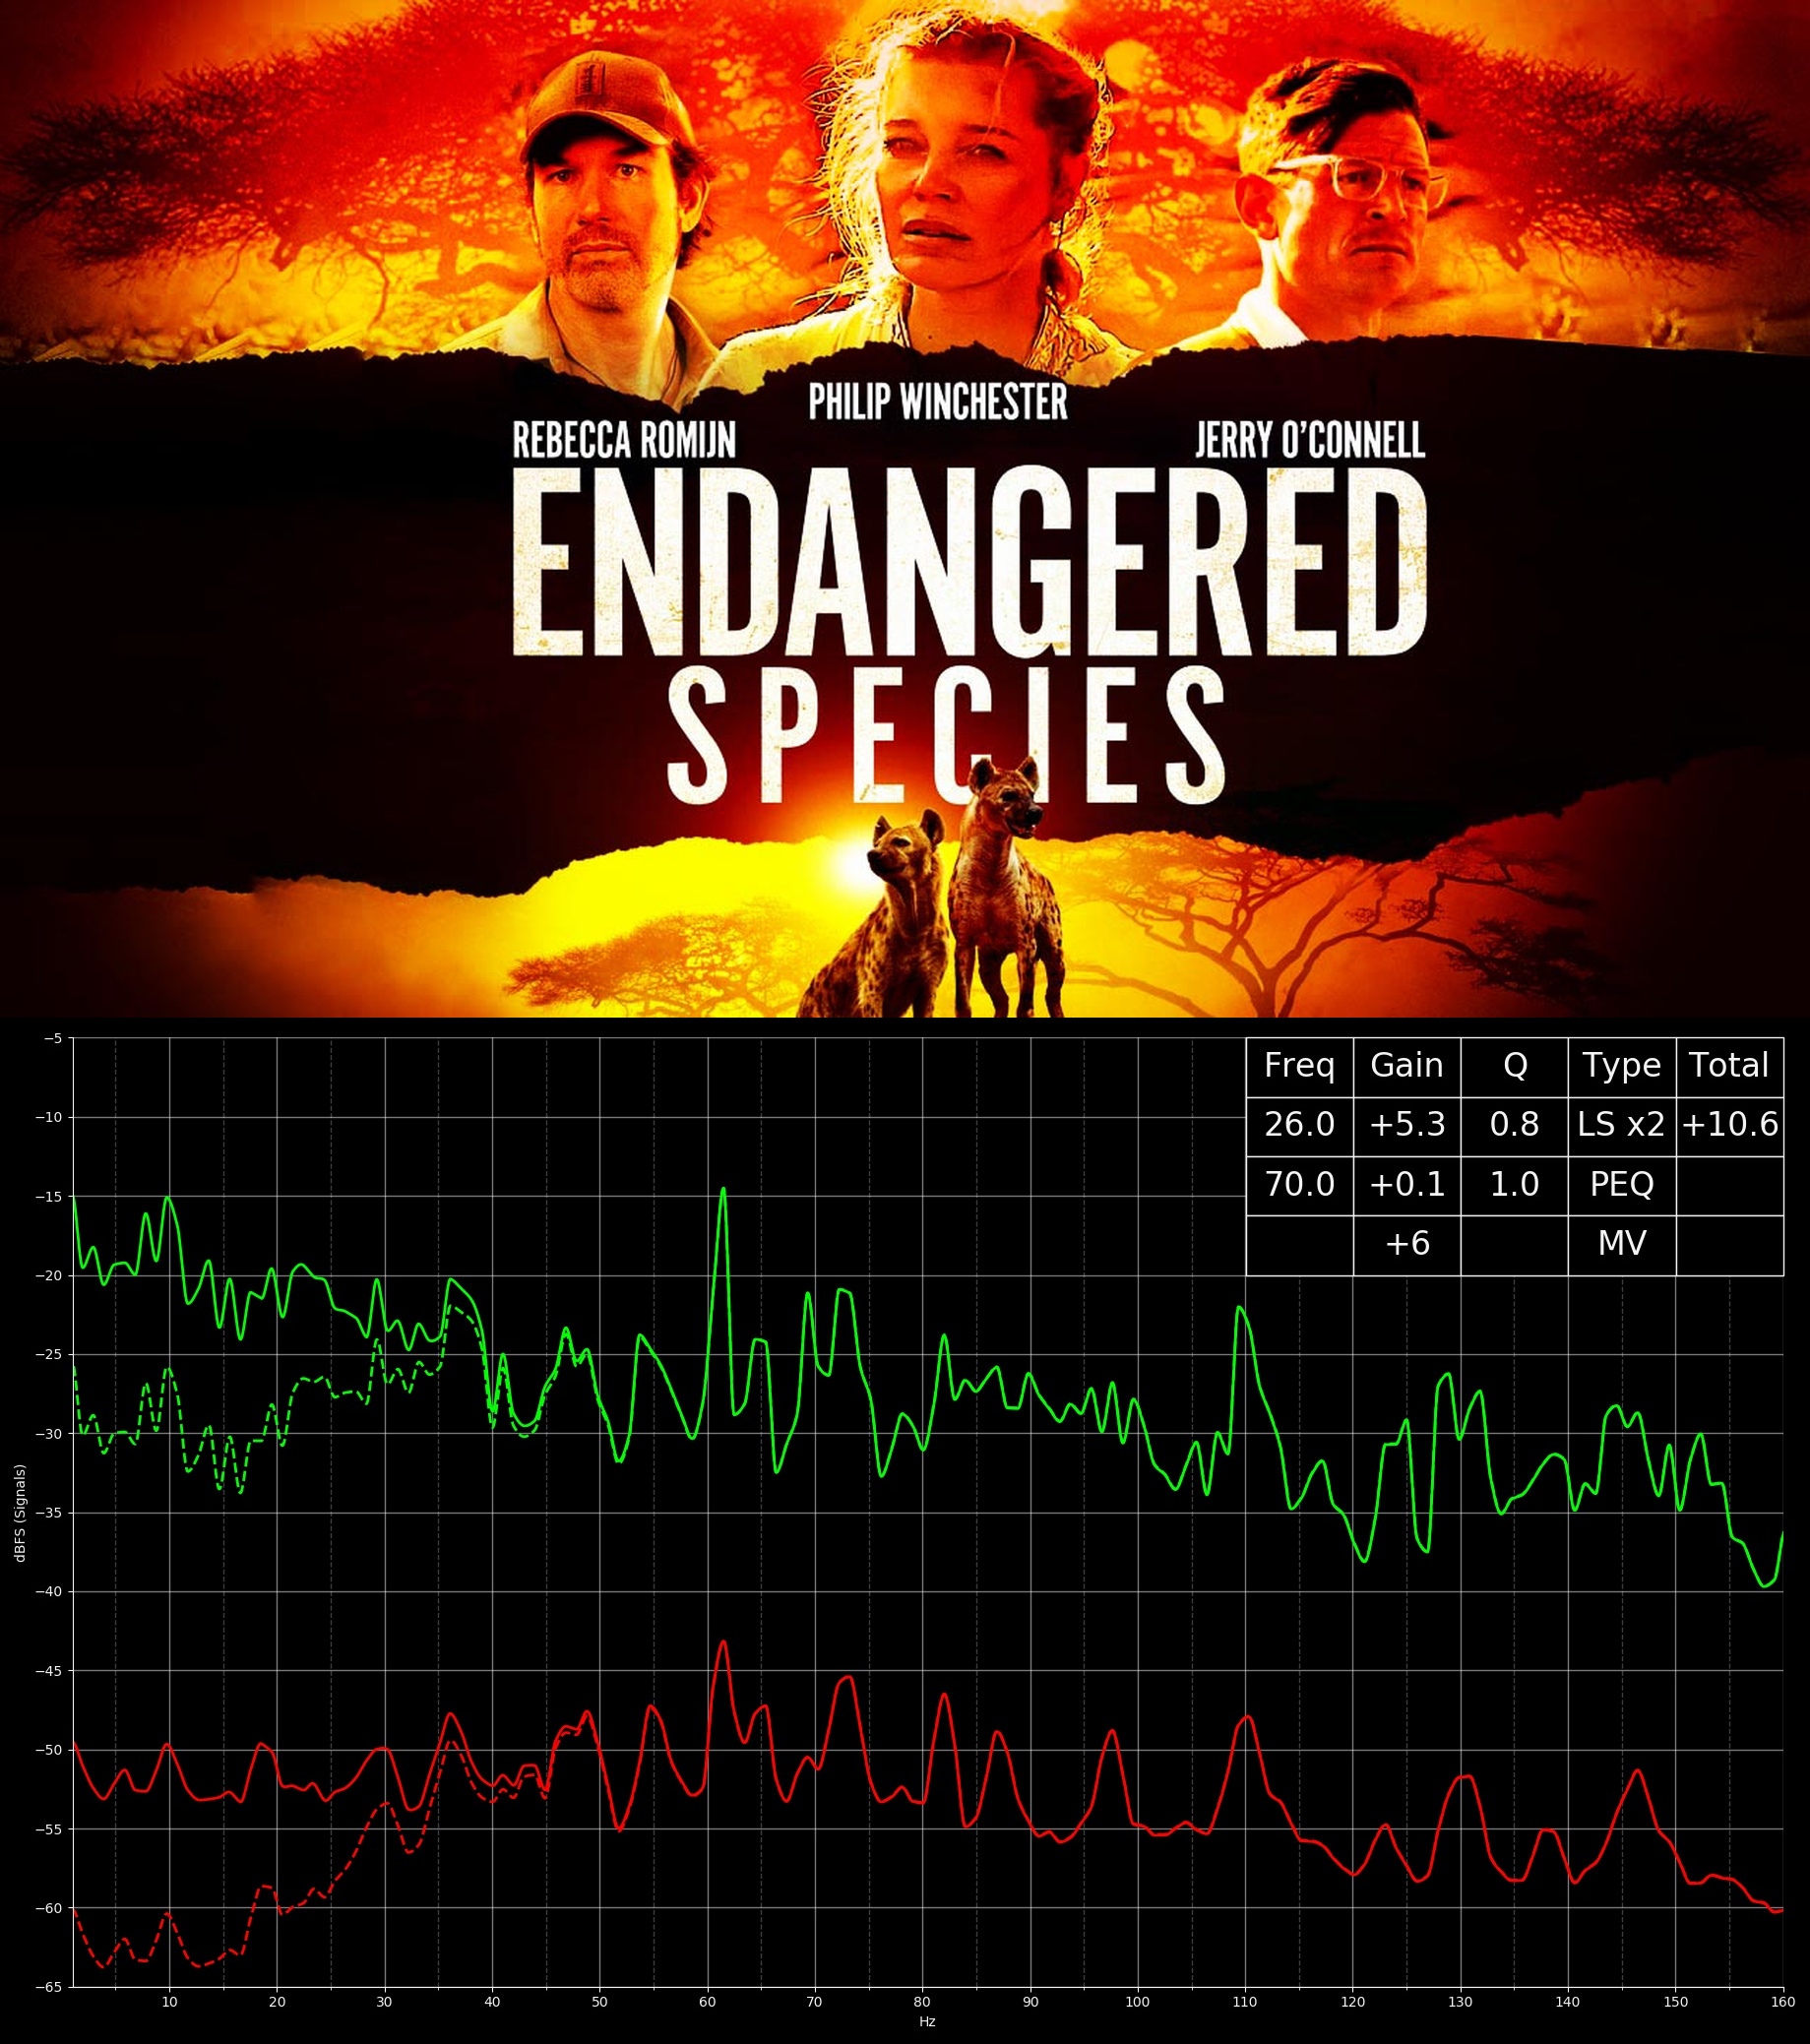 PHILIP WINCHESTER
REBECCA ROMIJN JERRY O'CONNELL
ENDANGERED
SPECIES
Freq Gain Q Type Total
26.0 +5.3 0.8 LS x2 +10.6
70.0 +0.1 1.0 PEQ
+6 MV
−5
−10
−15
−20
−25
−30
−35
−40
−45
−50
−55
−60
−65
dBFS (Signals)
10 20 30 40 50 60 70 80 90 100 110 120 130 140 150 160
Hz